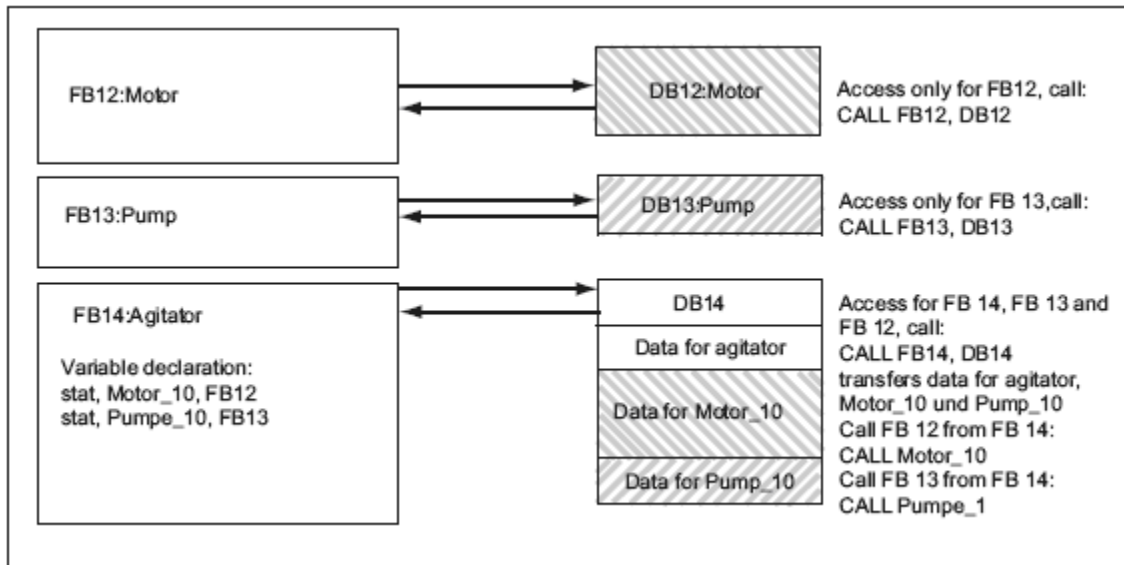 FB12:Motor
DB12:Motor
Access only for FB12, call:
CALL FB12, DB12
FB13:Pump
DB13:Pump
Access only for FB 13,call:
CALL FB13, DB13
FB14:Agitator
Variable declaration:
stat, Motor_10, FB12
stat, Pumpe_10, FB13
DB14
Data for agitator
Data for Motor_10
Data for Pump_10
Access for FB 14, FB 13 and
FB 12, call:
CALL FB14, DB14
transfers data for agitator,
Motor_10 und Pump_10
Call FB 12 from FB 14:
CALL Motor_10
Call FB 13 from FB 14:
CALL Pumpe_1